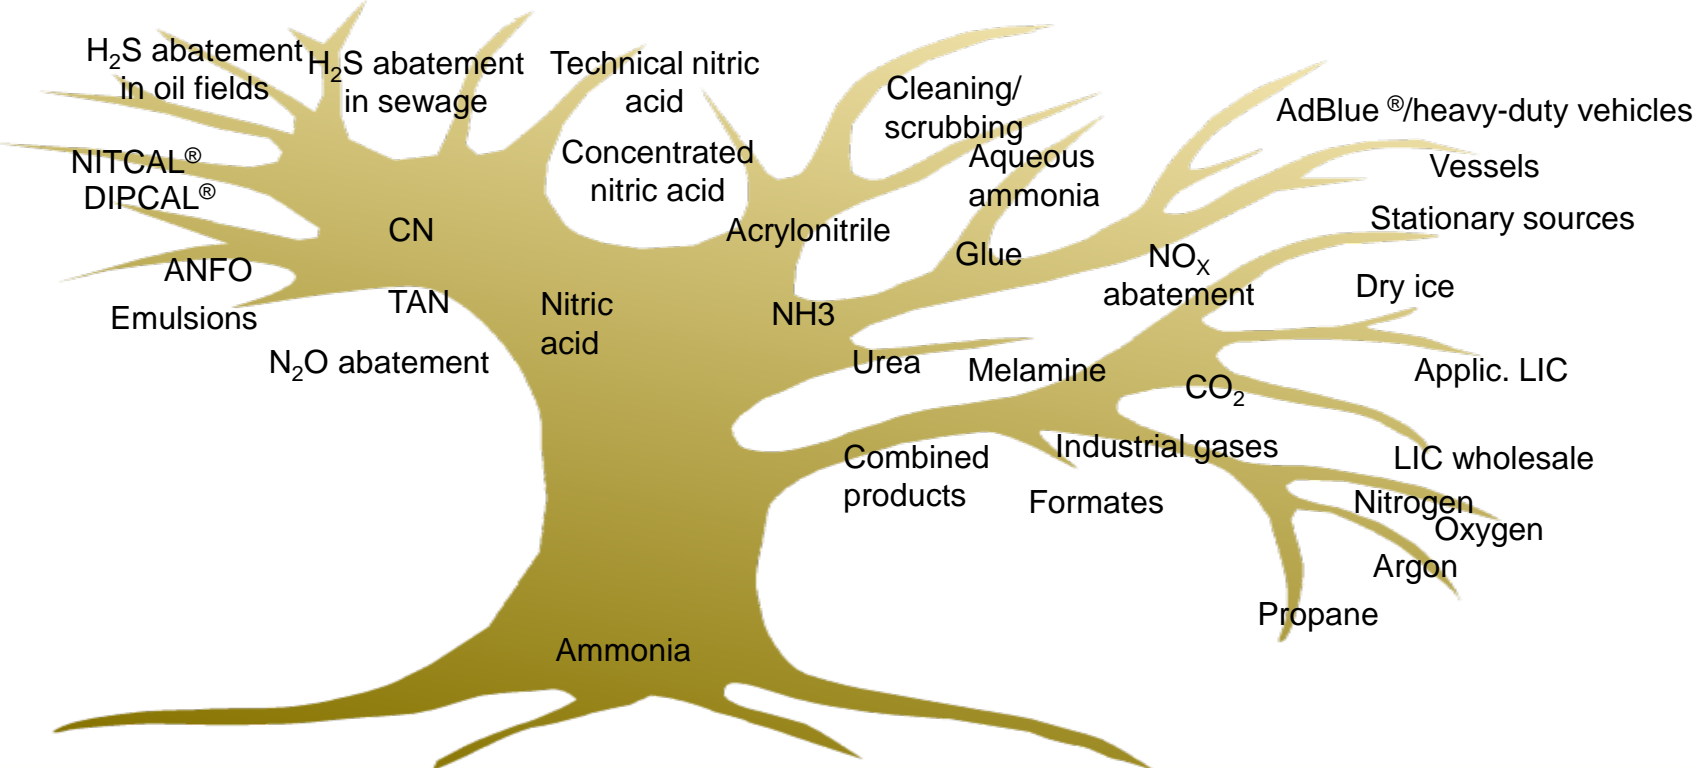 H₂S abatement
in oil fields
H₂S abatement
in sewage
Technical nitric
acid
Cleaning/
scrubbing
AdBlue ®/heavy-duty vehicles
Concentrated
nitric acid
Aqueous
ammonia
Vessels
NITCAL®
DIPCAL®
Stationary sources
CN
Acrylonitrile
Glue
NOX
abatement
ANFO
Dry ice
Emulsions
TAN
Nitric
acid
NH3
N₂O abatement
Urea
Melamine
Applic. LIC
CO₂
Industrial gases
Combined
products
LIC wholesale
Formates
Nitrogen
Oxygen
Argon
Propane
Ammonia